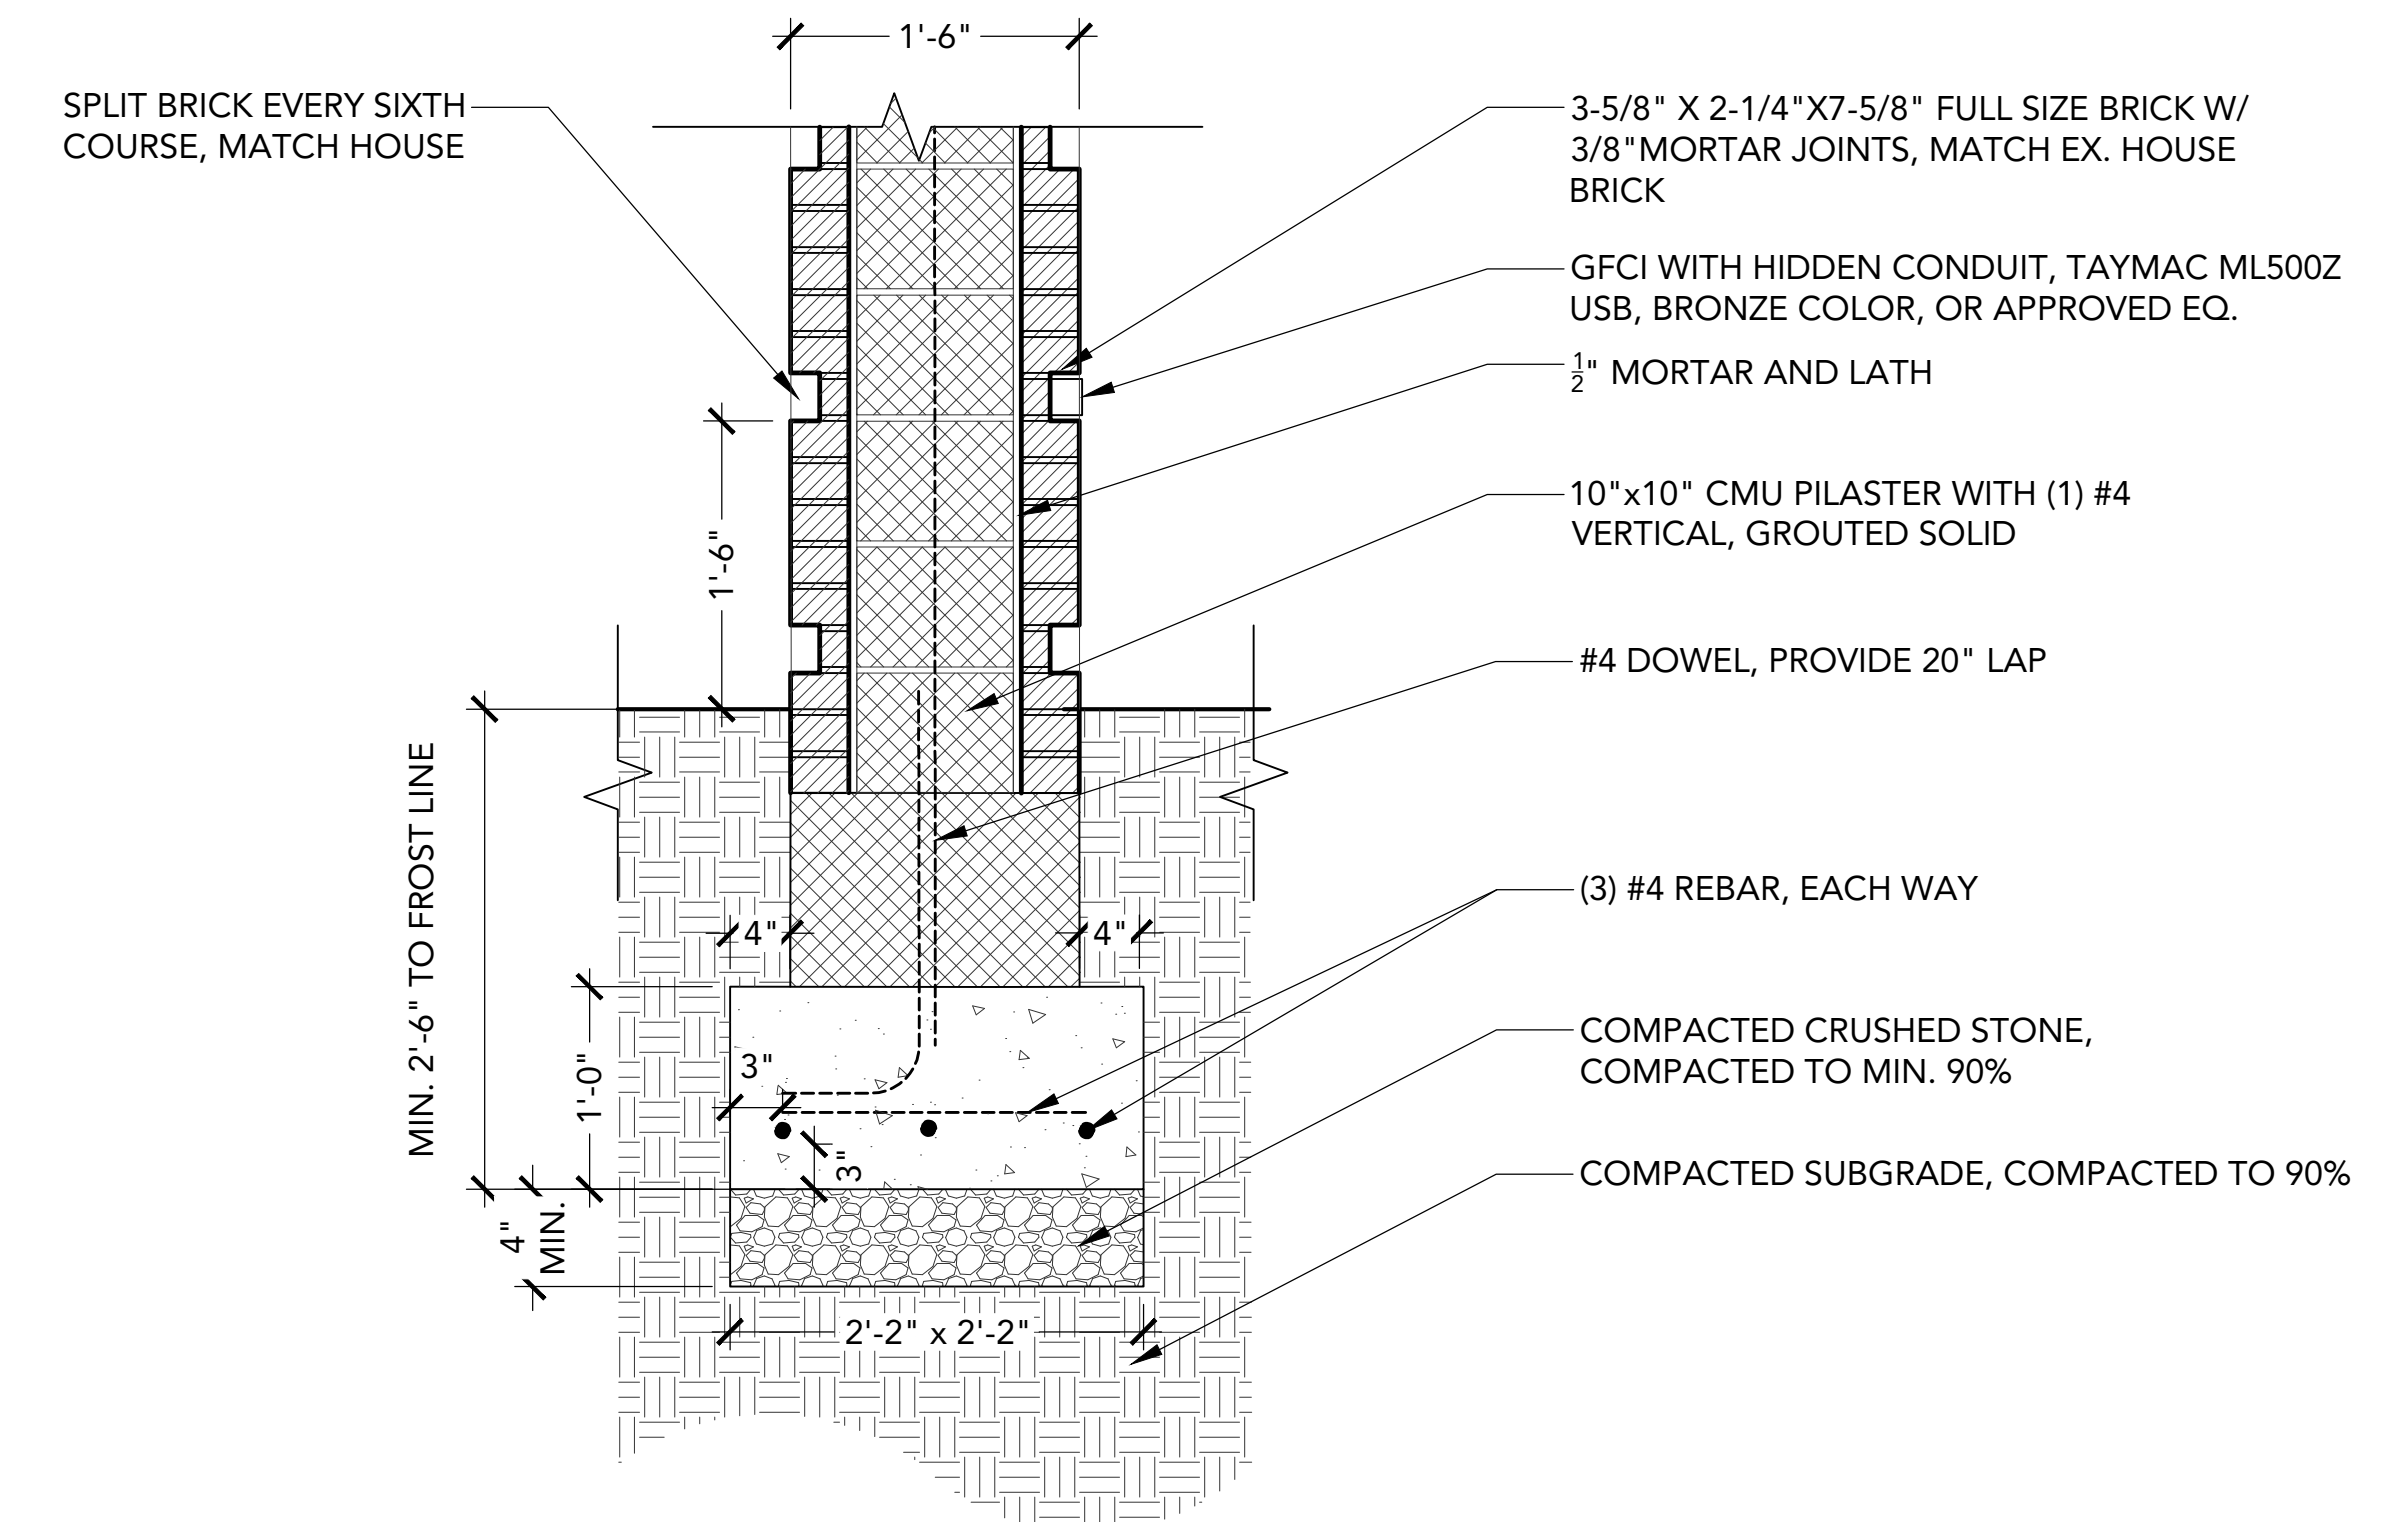 1'-6"
SPLIT BRICK EVERY SIXTH
COURSE, MATCH HOUSE
3-5/8" X 2-1/4"X7-5/8" FULL SIZE BRICK W/
3/8"MORTAR JOINTS, MATCH EX. HOUSE
BRICK
GFCI WITH HIDDEN CONDUIT, TAYMAC ML500Z
USB, BRONZE COLOR, OR APPROVED EQ.
1/2" MORTAR AND LATH
10"x10" CMU PILASTER WITH (1) #4
VERTICAL, GROUTED SOLID
1'-6"
#4 DOWEL, PROVIDE 20" LAP
MIN. 2'-6" TO FROST LINE
(3) #4 REBAR, EACH WAY
4"
4"
1'-0"
3"
3"
COMPACTED CRUSHED STONE,
COMPACTED TO MIN. 90%
COMPACTED SUBGRADE, COMPACTED TO 90%
4"
MIN.
2'-2" x 2'-2"